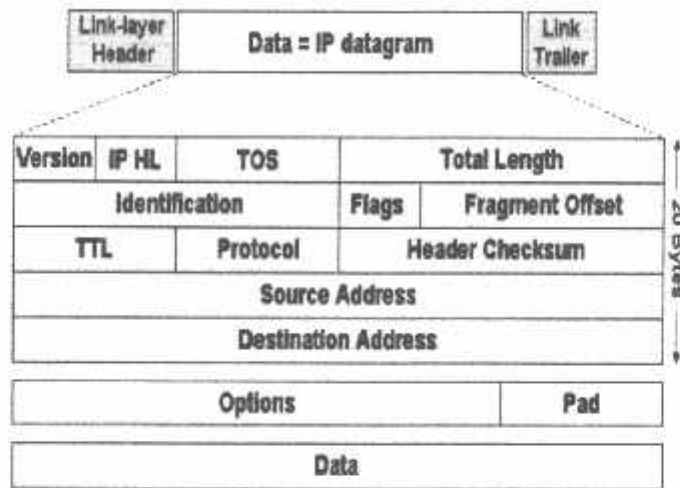 Link-layer Header
Data = IP datagram
Link Trailer
Version IP HL TOS Total Length
Identification Flags Fragment Offset
TTL Protocol Header Checksum
Source Address
Destination Address
20 Bytes
Options Pad
Data